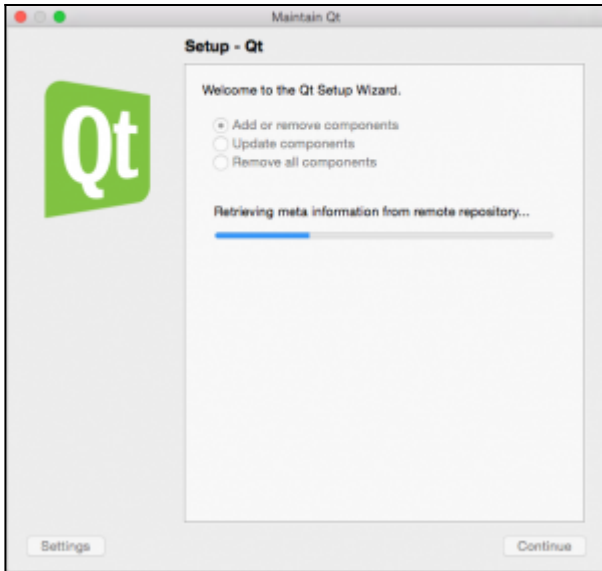 Maintain Qt
Setup - Qt
Qt
Welcome to the Qt Setup Wizard.
Add or remove components
Update components
Remove all components
Retrieving meta information from remote repository...
Settings
Continue